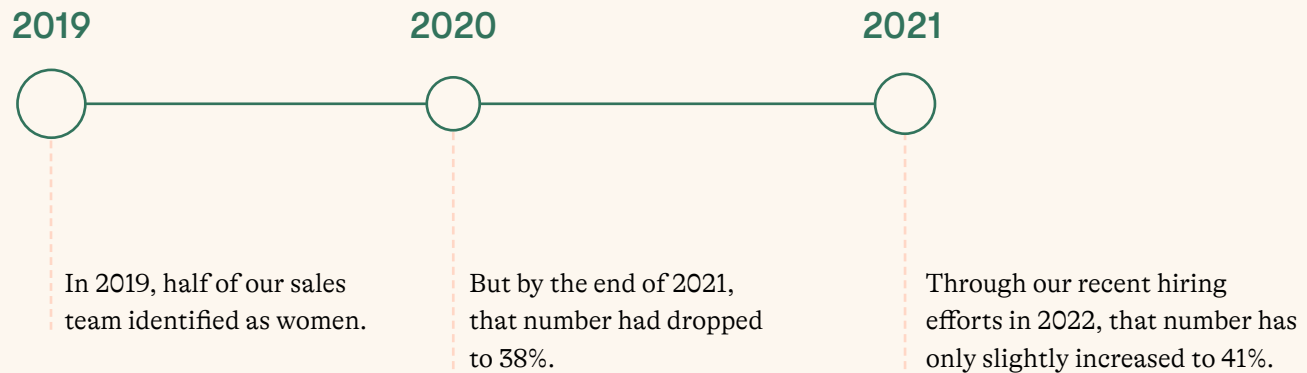 2019
2020
2021
In 2019, half of our sales
team identified as women.
But by the end of 2021,
that number had dropped
to 38%.
Through our recent hiring
efforts in 2022, that number has
only slightly increased to 41%.